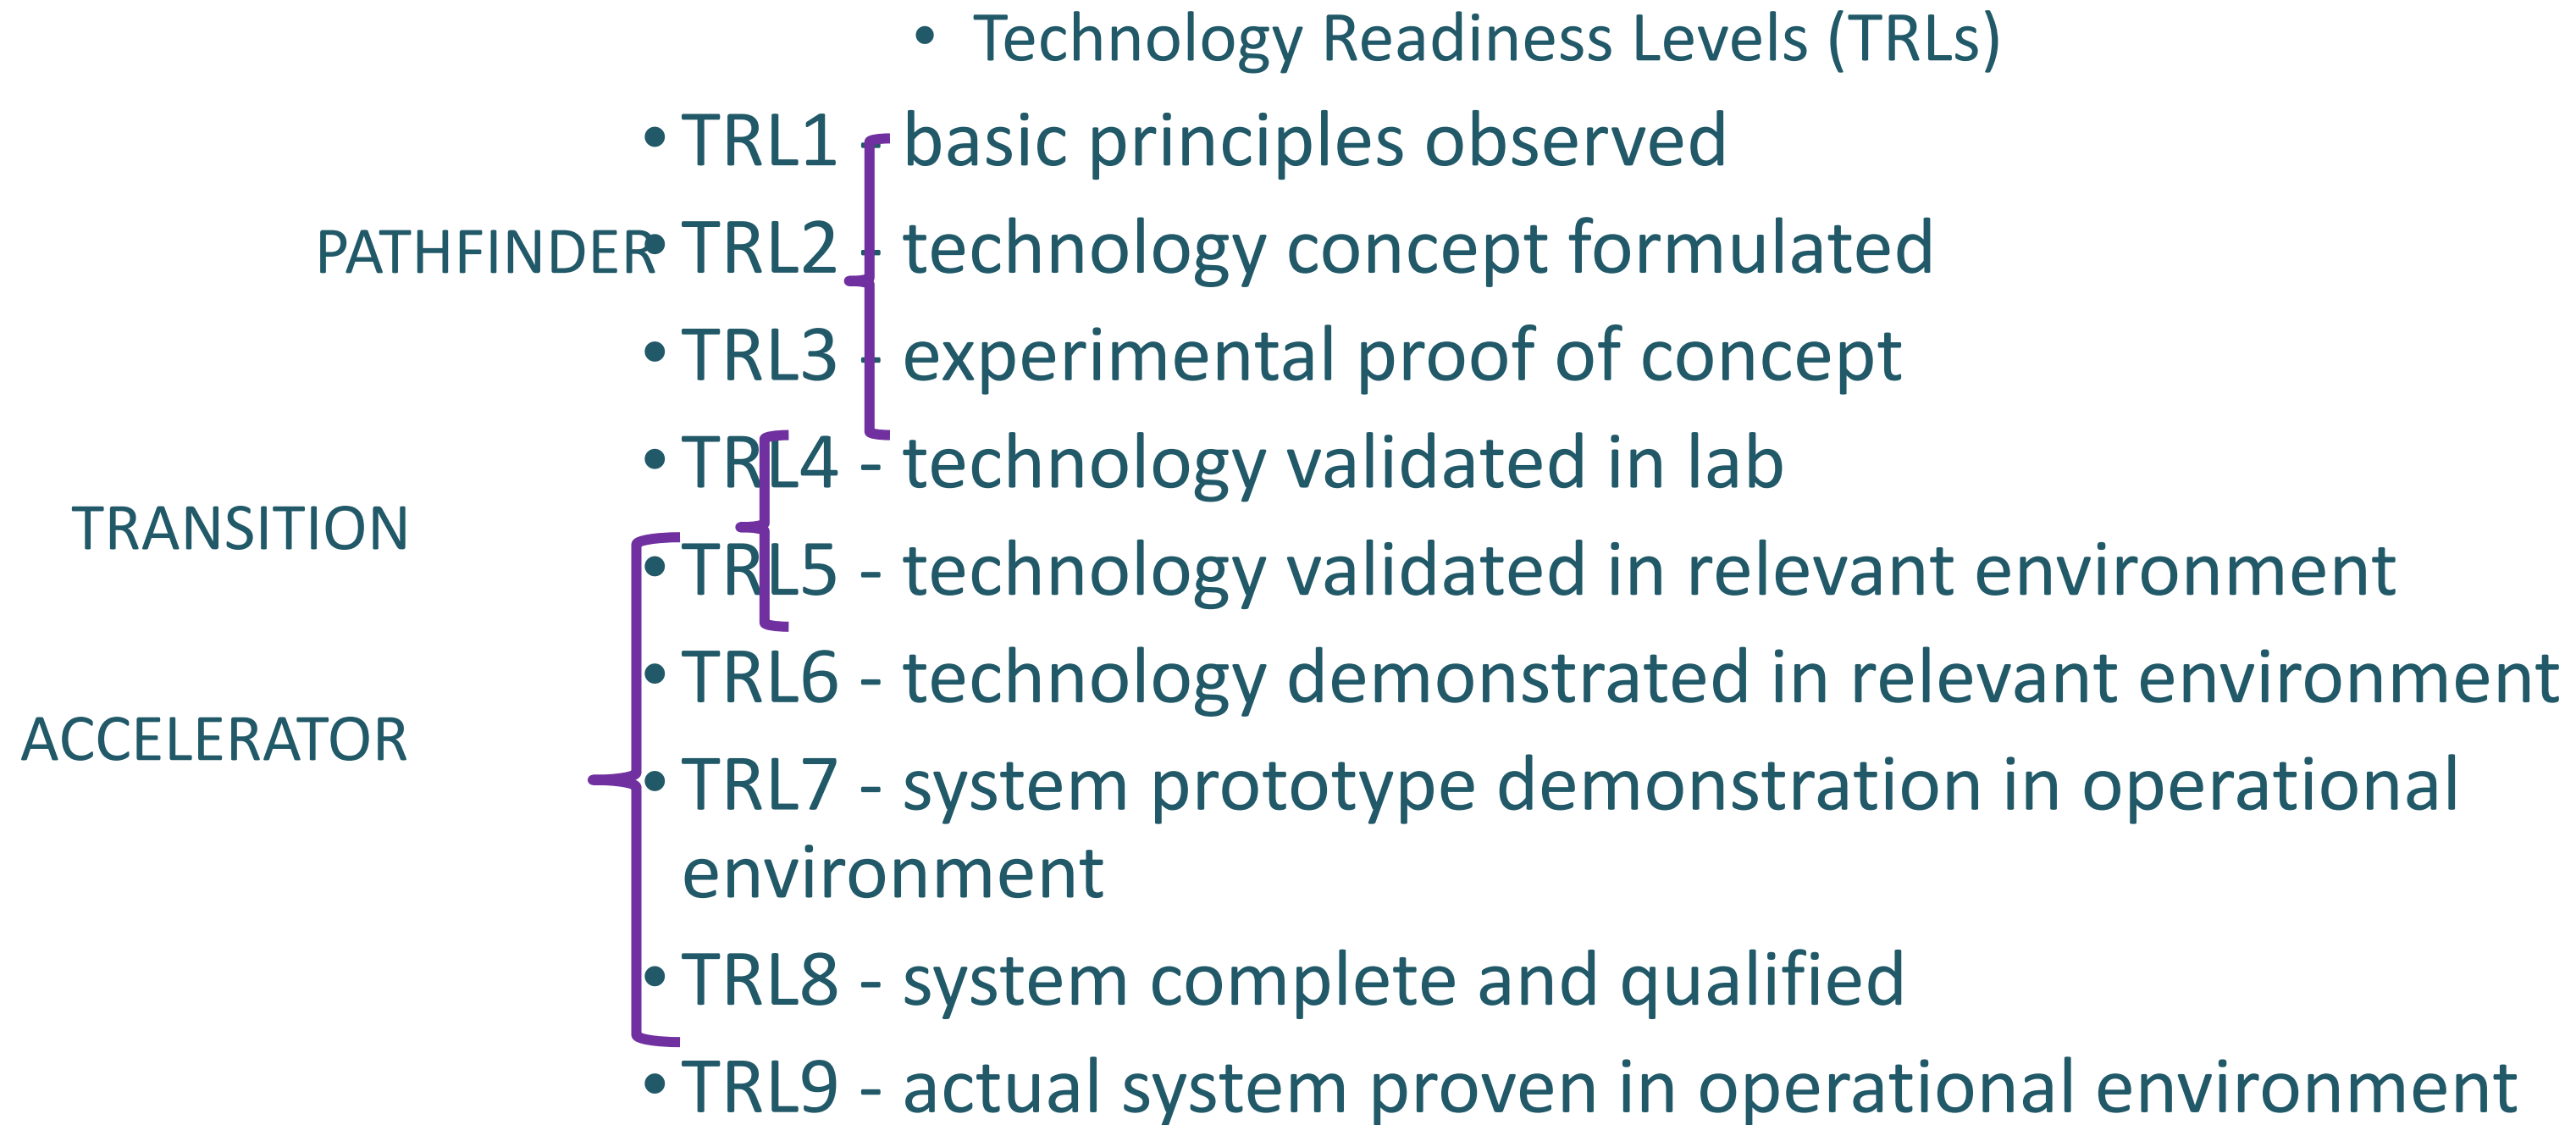 • Technology Readiness Levels (TRLs)
• TRL1 - basic principles observed
PATHFINDER
• TRL2 - technology concept formulated
• TRL3 - experimental proof of concept
• TRL4 - technology validated in lab
TRANSITION
• TRL5 - technology validated in relevant environment
• TRL6 - technology demonstrated in relevant environment
ACCELERATOR
• TRL7 - system prototype demonstration in operational
environment
• TRL8 - system complete and qualified
• TRL9 - actual system proven in operational environment